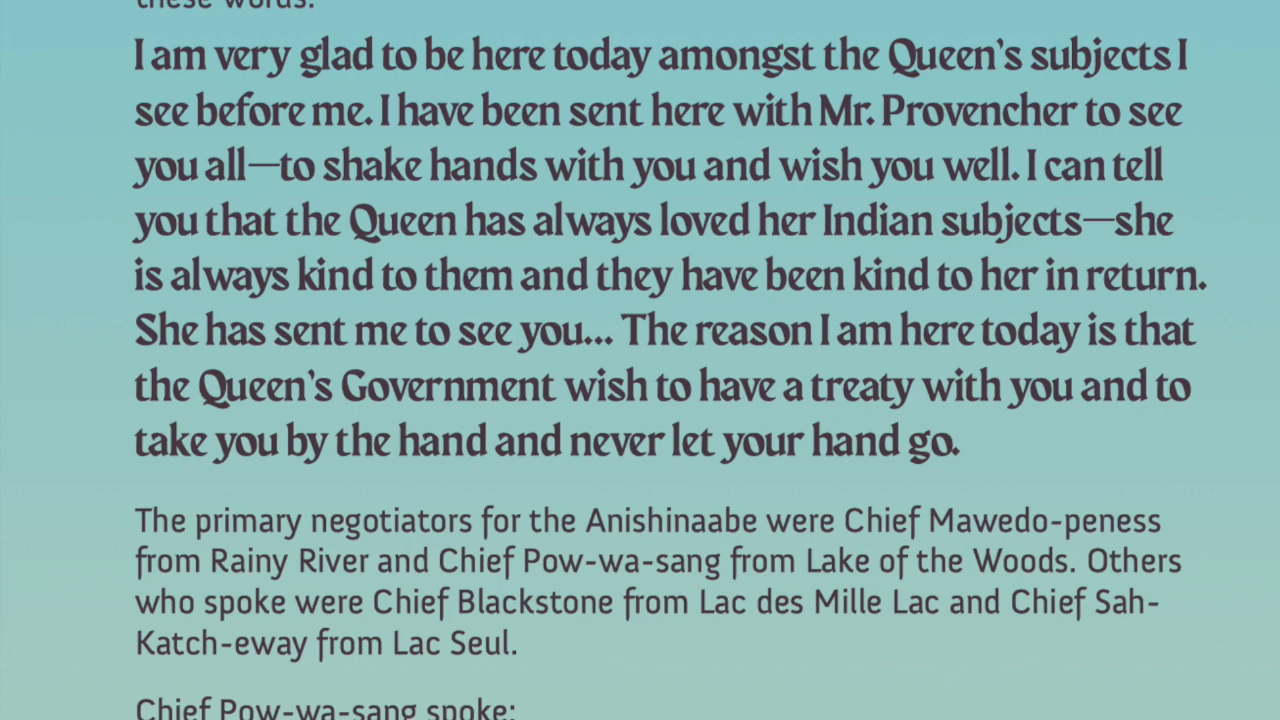 these words:
I am very glad to be here today amongst the Queen's subjects I
see before me. I have been sent here with Mr. Provencher to see
you all—to shake hands with you and wish you well. I can tell
you that the Queen has always loved her Indian subjects—she
is always kind to them and they have been kind to her in return.
She has sent me to see you... The reason I am here today is that
the Queen's Government wish to have a treaty with you and to
take you by the hand and never let your hand go.
The primary negotiators for the Anishinaabe were Chief Mawedo-peness
from Rainy River and Chief Pow-wa-sang from Lake of the Woods. Others
who spoke were Chief Blackstone from Lac des Mille Lac and Chief Sah-
Katch-eway from Lac Seul.
Chief Pow-wa-sang spoke: